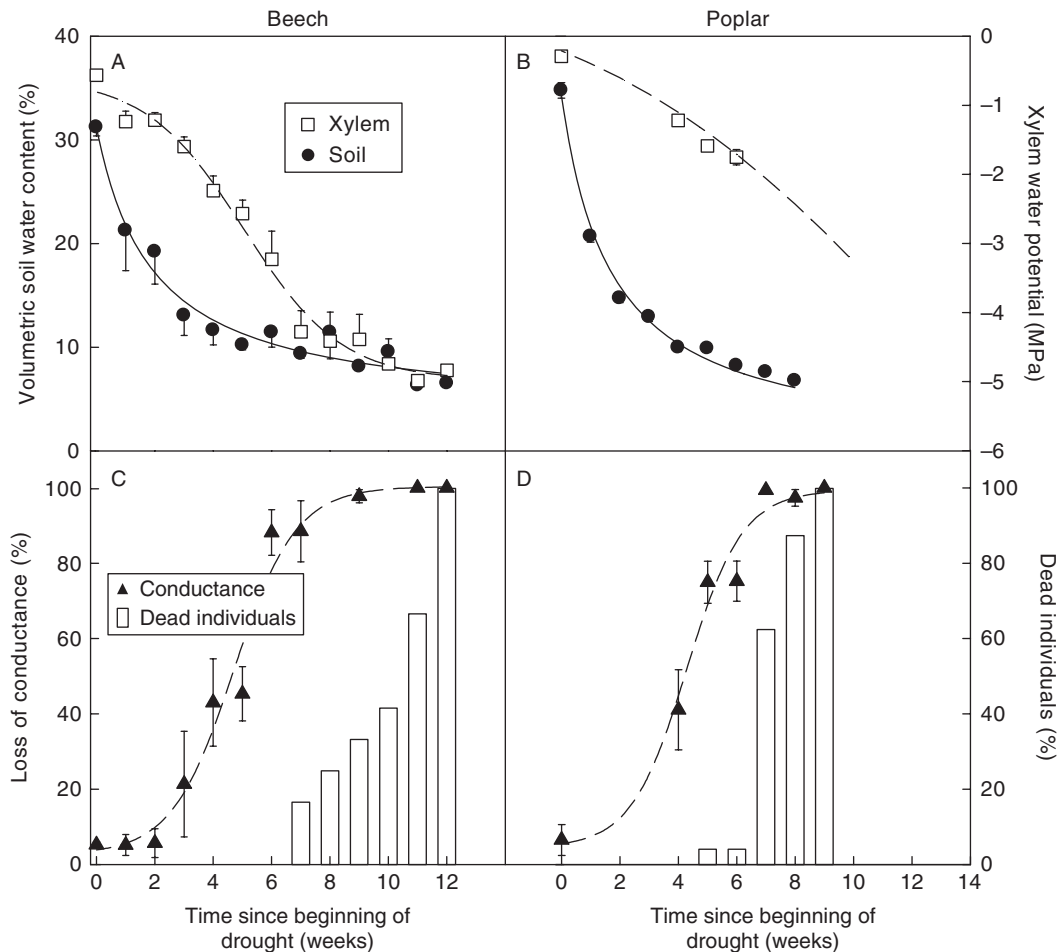 Beech
Poplar
A
B
40
30
20
10
0
Volumetric soil water content (%)
Xylem
Soil
0
–1
–2
–3
–4
–5
–6
Xylem water potential (MPa)
C
D
100
80
60
40
20
0
Loss of conductance (%)
Conductance
Dead individuals
100
80
60
40
20
0
Dead individuals (%)
0 2 4 6 8 10 12
0 2 4 6 8 10 12 14
Time since beginning of
drought (weeks)
Time since beginning of
drought (weeks)